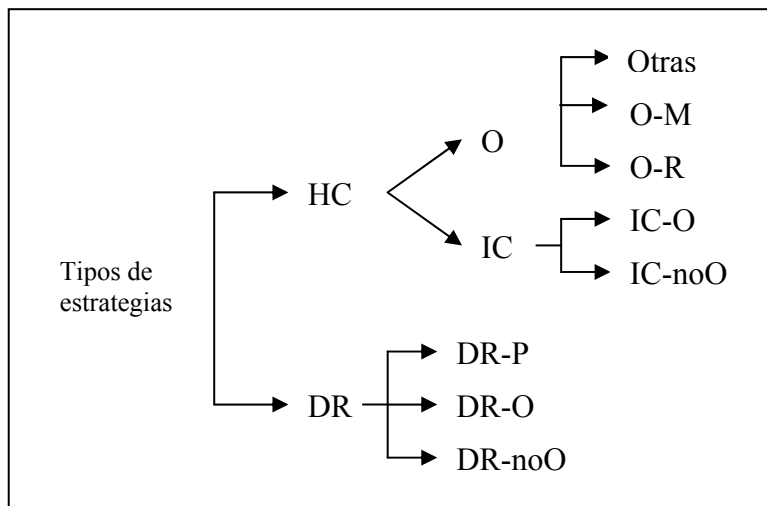 Otras
O-M
O
O-R
HC
IC-O
IC
IC-noO
Tipos de
estrategias
DR-P
DR
DR-O
DR-noO